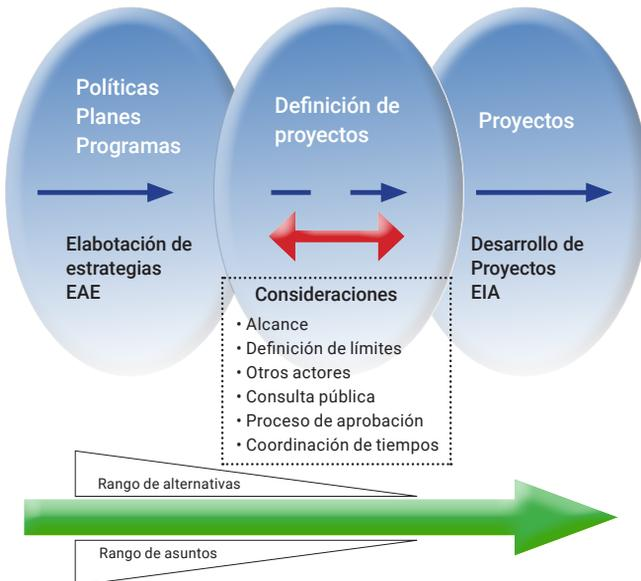 Políticas
Planes
Programas
Elabotación de
estrategias
EAE
Definición de
proyectos
Consideraciones
• Alcance
• Definición de límites
• Otros actores
• Consulta pública
• Proceso de aprobación
• Coordinación de tiempos
Proyectos
Desarrollo de
Proyectos
EIA
Rango de alternativas
Rango de asuntos